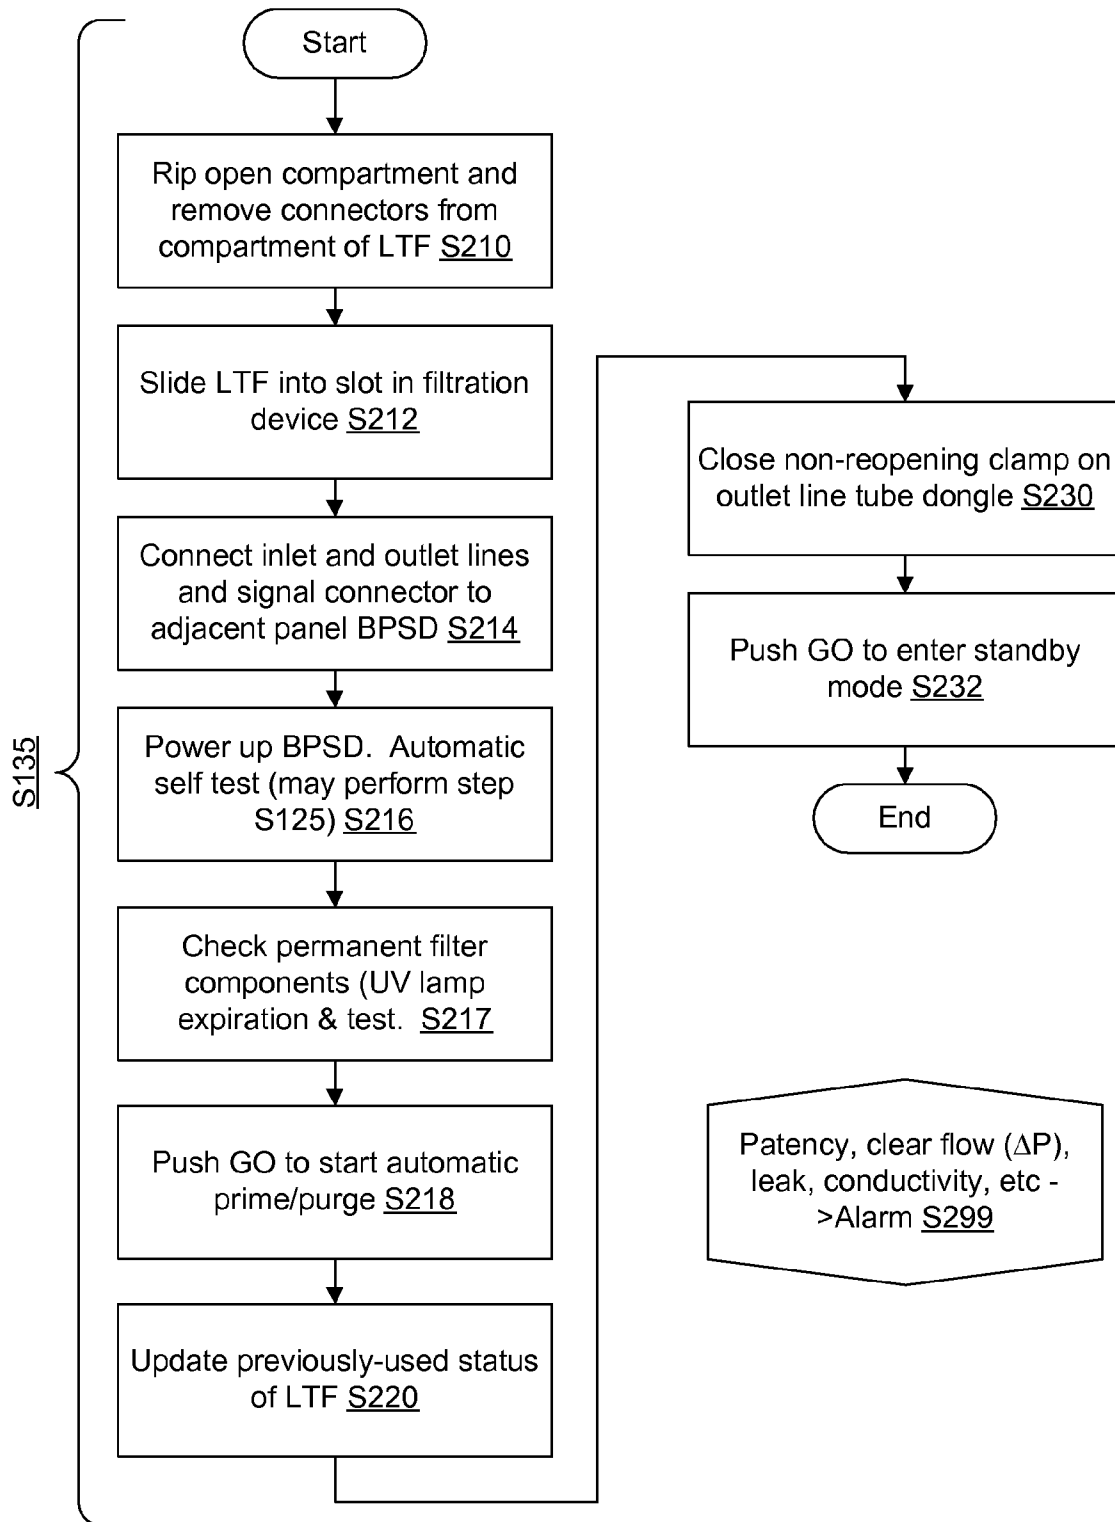 Start
Rip open compartment and
remove connectors from
compartment of LTF S210
Slide LTF into slot in filtration
device S212
Connect inlet and outlet lines
and signal connector to
adjacent panel BPSD S214
Power up BPSD.  Automatic
self test (may perform step
S125) S216
Check permanent filter
components (UV lamp
expiration & test.  S217
Push GO to start automatic
prime/purge S218
Update previously-used status
of LTF S220
S135
Close non-reopening clamp on
outlet line tube dongle S230
Push GO to enter standby
mode S232
End
Patency, clear flow (ΔP),
leak, conductivity, etc -
>Alarm S299